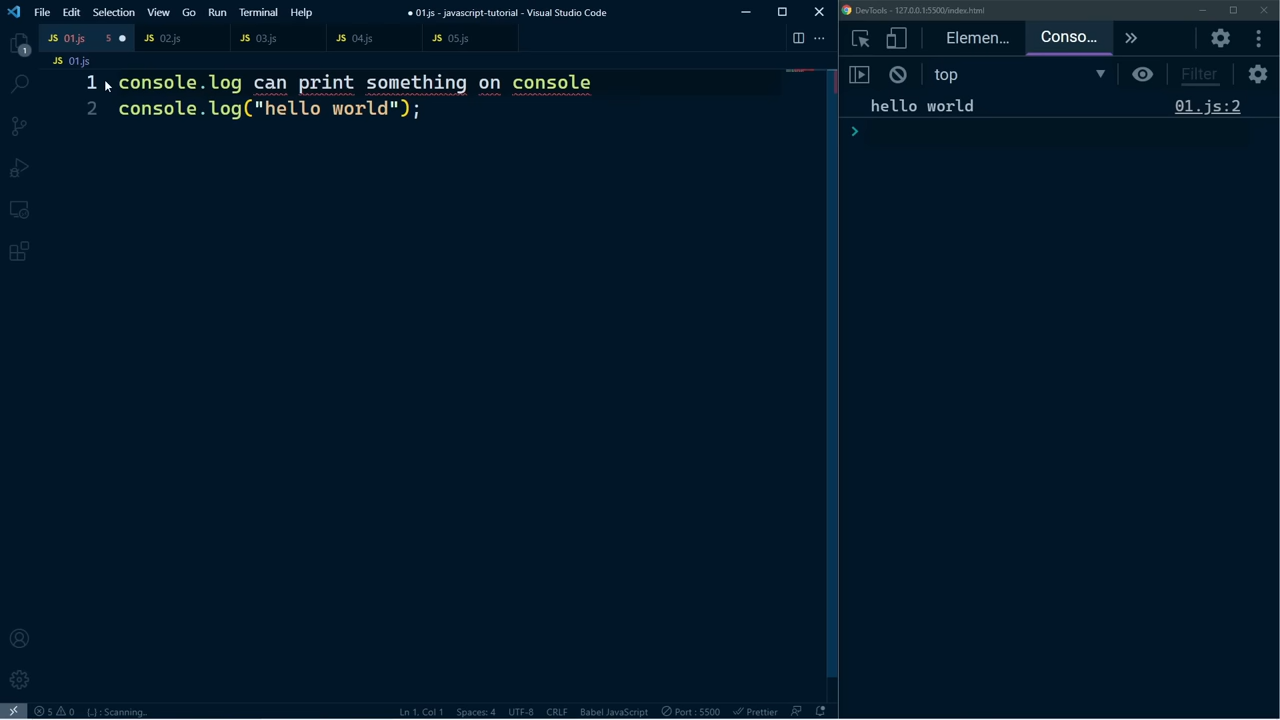 File Edit Selection View Go Run Terminal Help ● 01.js - javascript-tutorial - Visual Studio Code
DevTools - 127.0.0.1:5500/index.html
JS 01.js 5 ● JS 02.js JS 03.js JS 04.js JS 05.js
Elemen... Conso...
1
JS 01.js
top Filter
1 console.log can print something on console
2 console.log("hello world");
hello world 01.js:2
>
5 0 {..} : Scanning.. Ln 1, Col 1 Spaces: 4 UTF-8 CRLF Babel JavaScript Port : 5500 Prettier